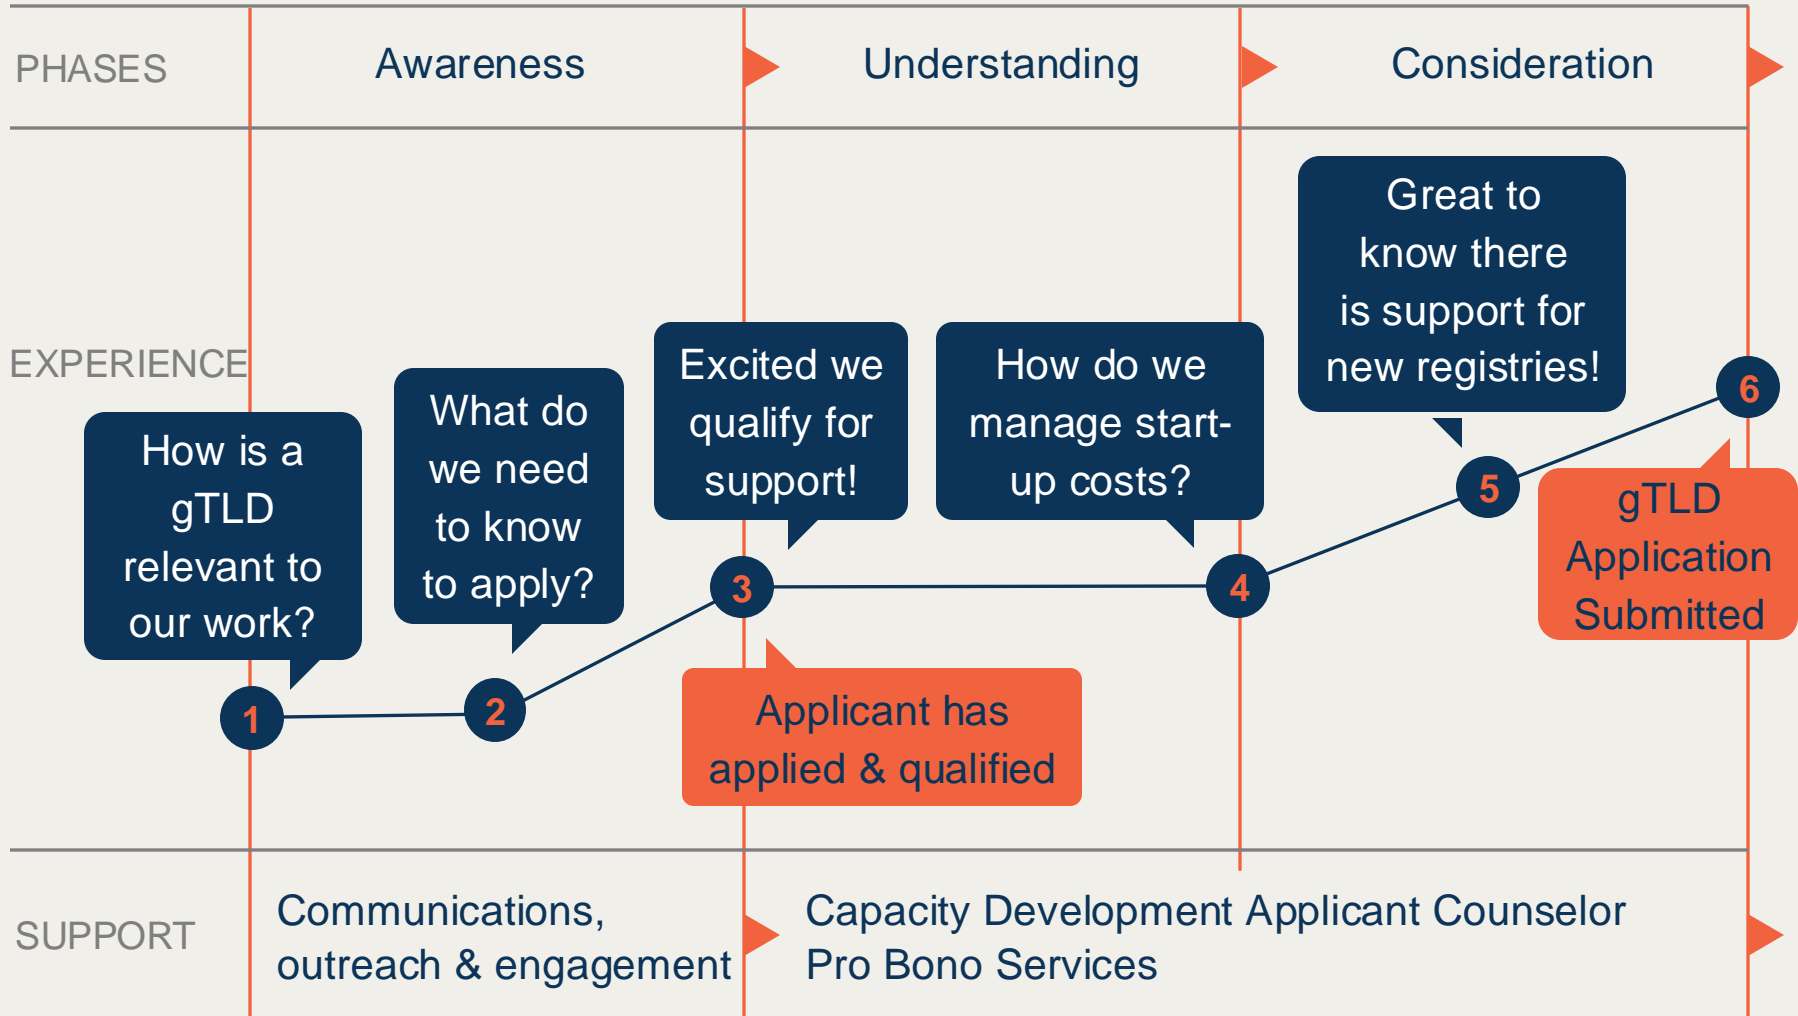 PHASES
Awareness
Understanding
Consideration
EXPERIENCE
How is a
gTLD
relevant to
our work?
What do
we need
to know
to apply?
Excited we
qualify for
support!
How do we
manage start-
up costs?
Great to
know there
is support for
new registries!
1
2
3
4
5
6
Applicant has
applied & qualified
gTLD
Application
Submitted
SUPPORT
Communications,
outreach & engagement
Capacity Development Applicant Counselor
Pro Bono Services